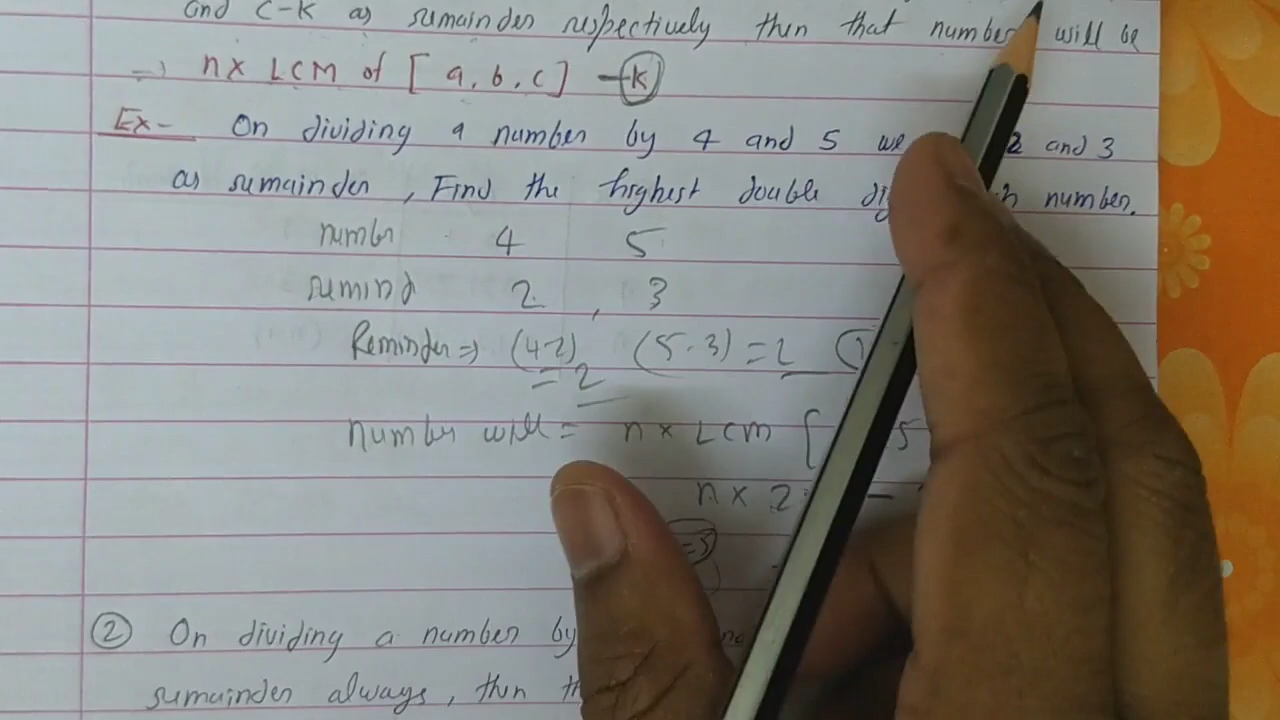 and C-K as remainder respectively then that number will be
=> n× LCM of [a, b, c] - K
Ex- On dividing a number by 4 and 5 we 2 and 3
as remainder, Find the highest double number.
number 4 5
remind 2, 3
Reminder => (4-2) (5-3) = 2
= 2
number will = n × LCM [ 5
n × 2 -
② On dividing a number by
remainder always, then